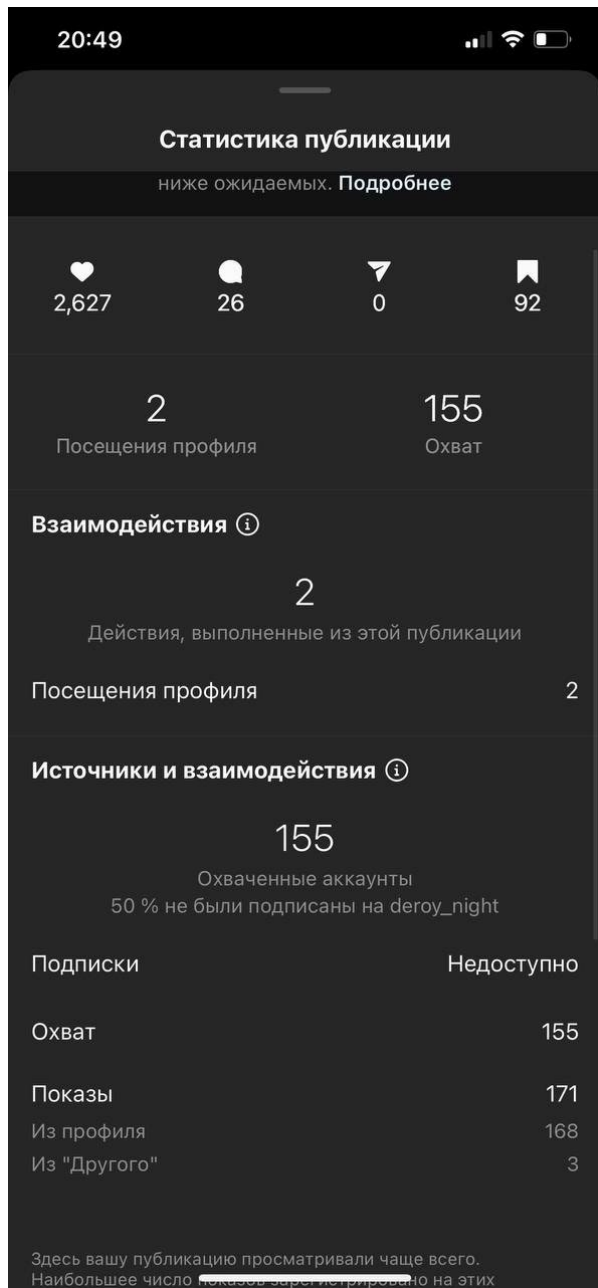 20:49
Статистика публикации
ниже ожидаемых. Подробнее
2,627 26 0 92
2 155
Посещения профиля Охват
Взаимодействия
2
Действия, выполненные из этой публикации
Посещения профиля 2
Источники и взаимодействия
155
Охваченные аккаунты
50 % не были подписаны на deroy_night
Подписки Недоступно
Охват 155
Показы 171
Из профиля 168
Из "Другого" 3
Здесь вашу публикацию просматривали чаще всего.
Наибольшее число показов зарегистрировано на этих